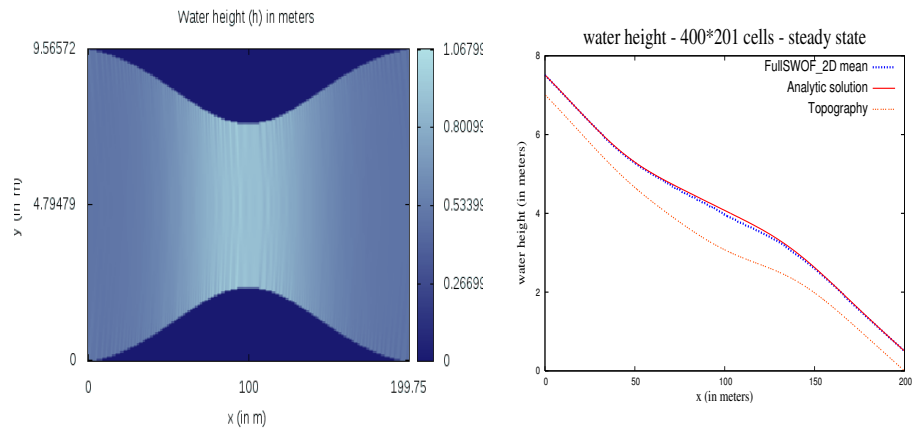 Water height (h) in meters
9.56572
4.79479
0
y (in m)
0
100
199.75
x (in m)
1.06799
0.80099
0.53399
0.26699
0
water height - 400*201 cells - steady state
FullSWOF_2D mean
Analytic solution
Topography
water height (in meters)
8
6
4
2
0
0
50
100
150
200
x (in meters)